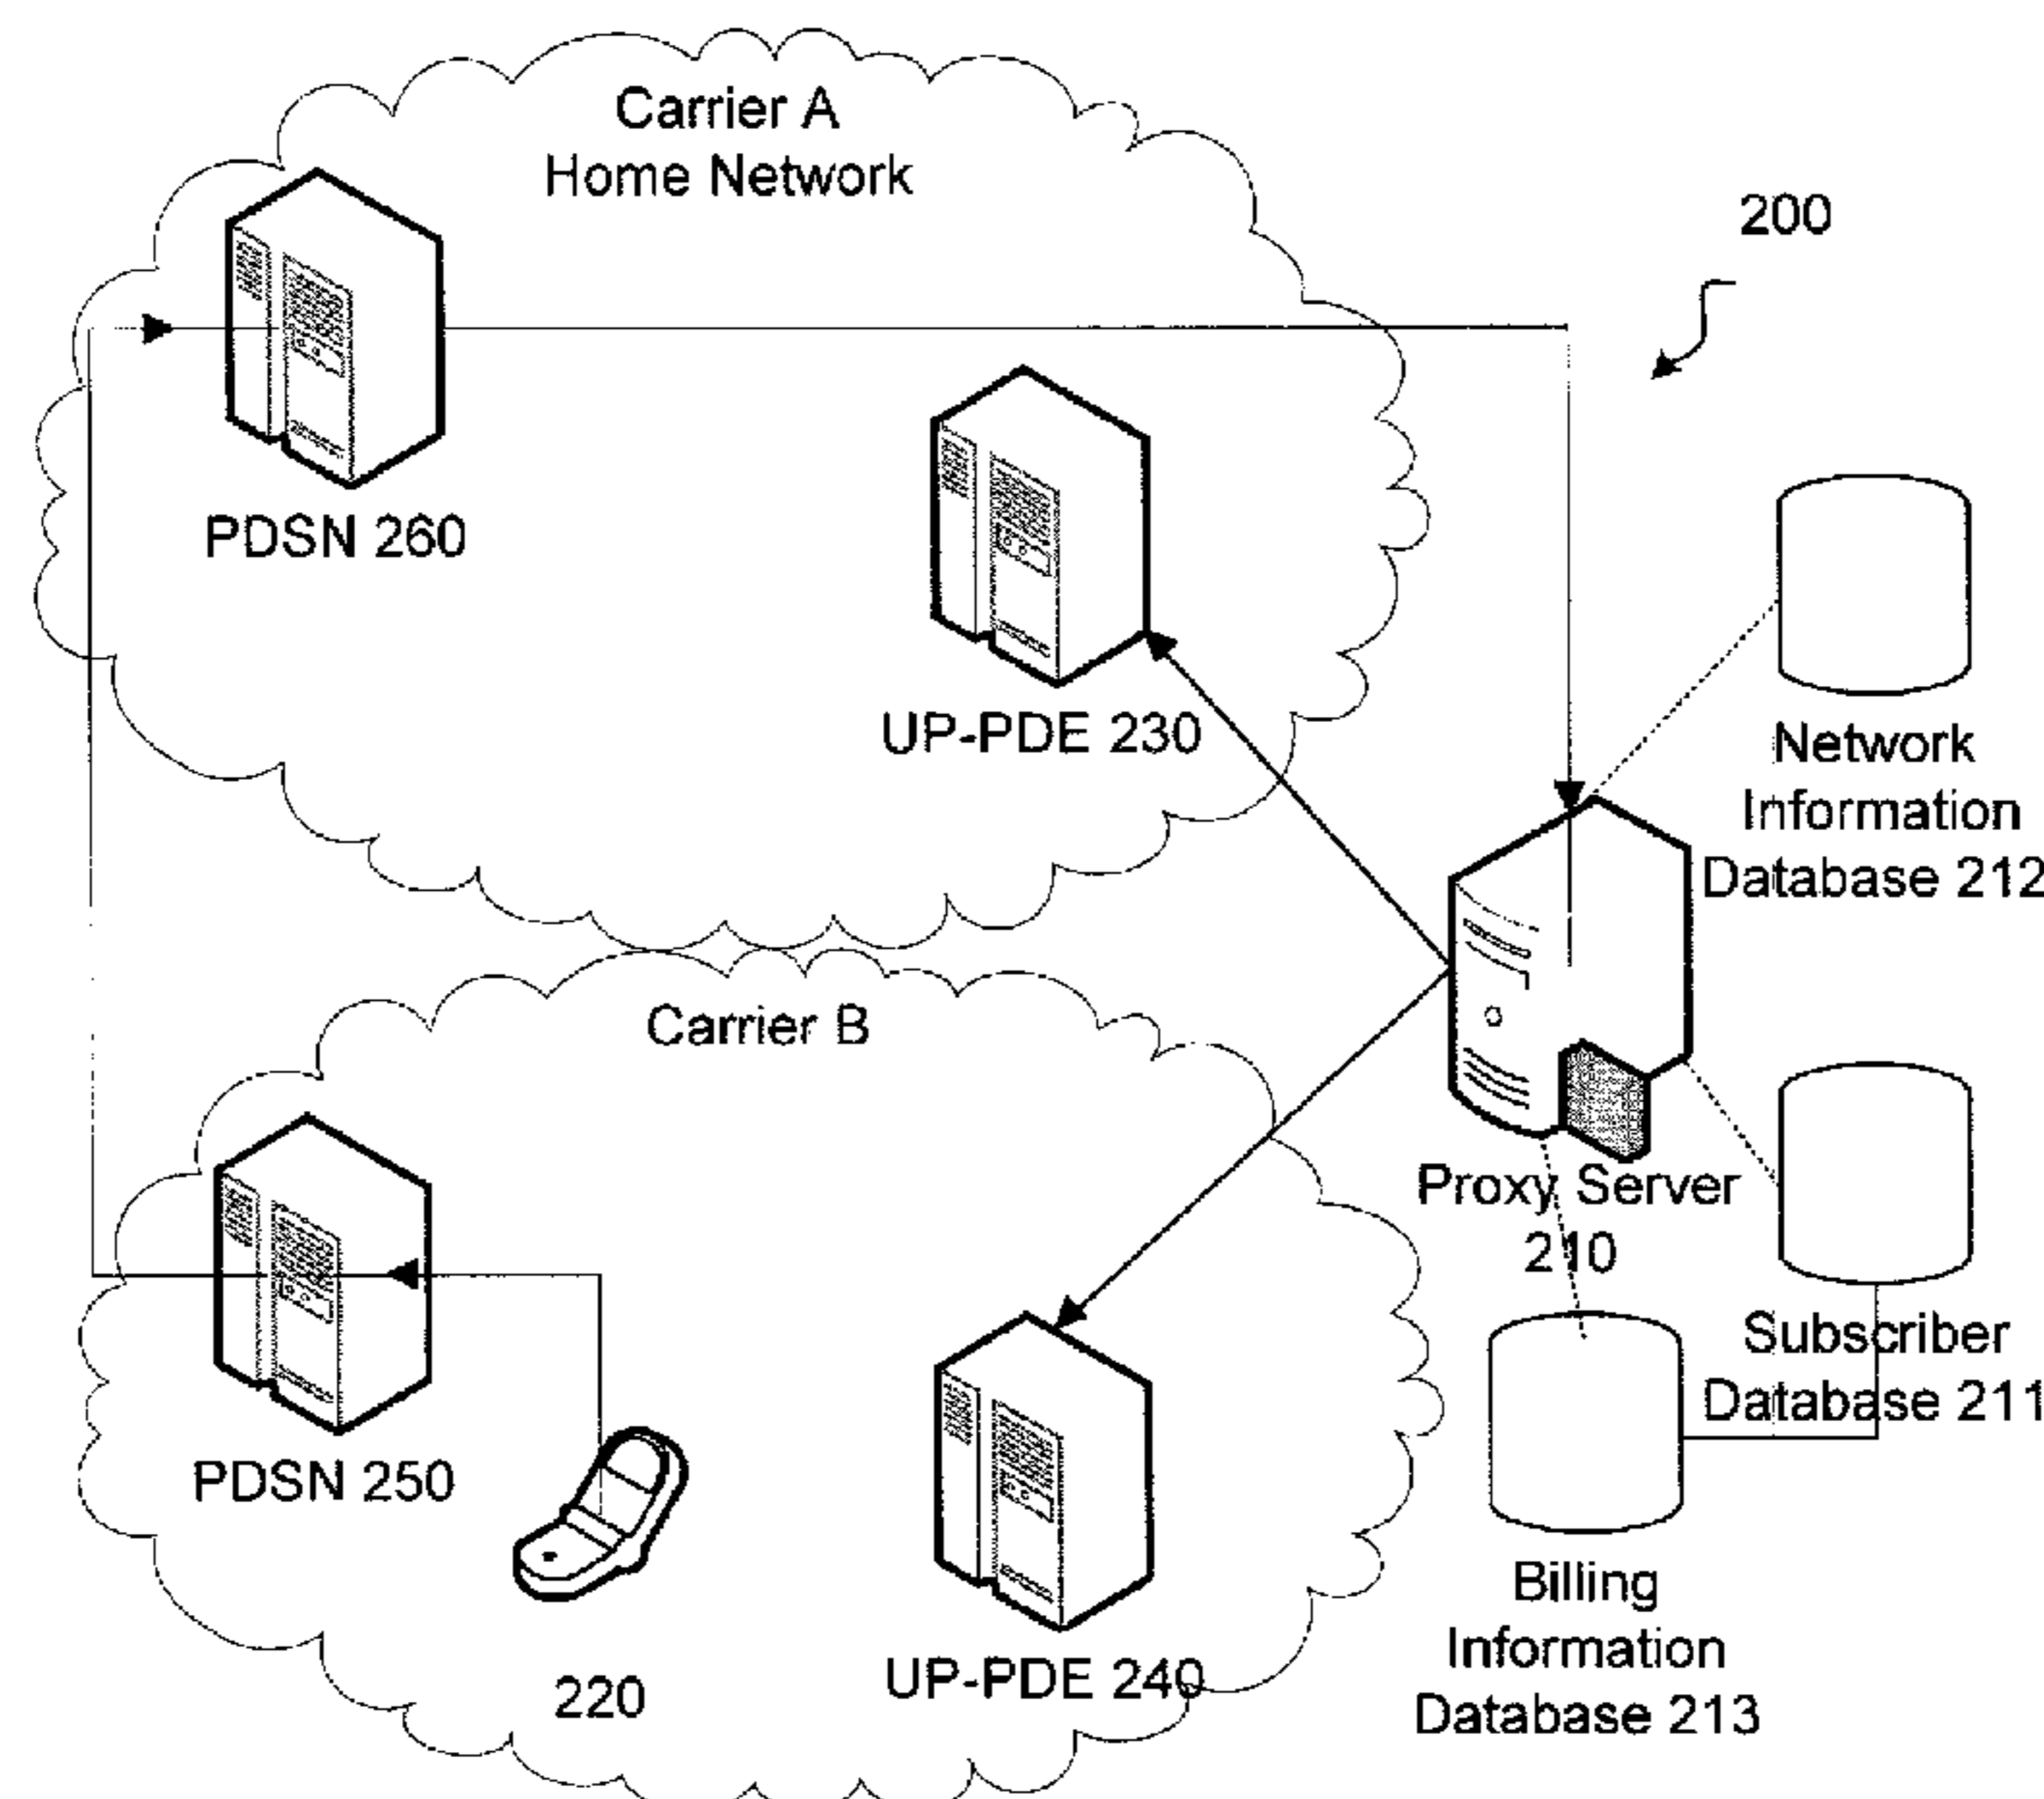 Carrier A
Home Network
200
PDSN 260
UP-PDE 230
Network
Information
Database 212
Carrier B
Proxy Server
210
Subscriber
Database 211
PDSN 250
Billing
Information
Database 213
UP-PDE 240
220